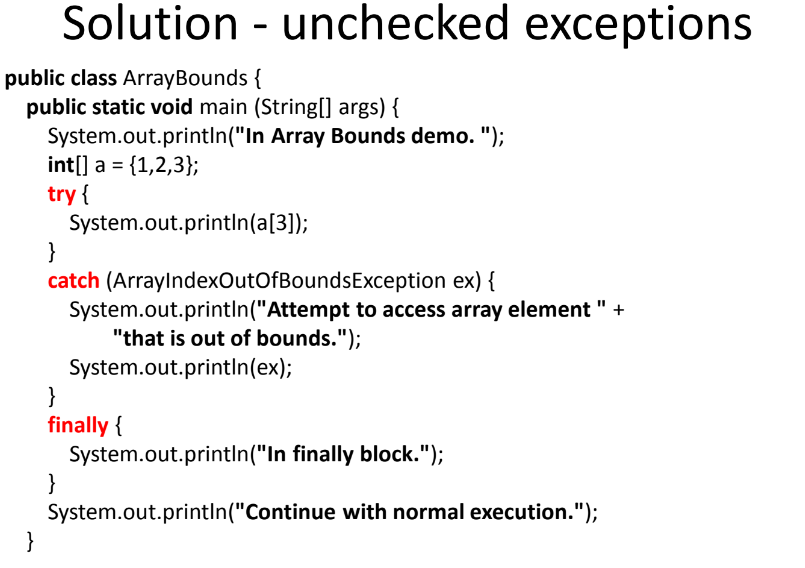 Solution - unchecked exceptions
public class ArrayBounds {
public static void main (String[] args) {
System.out.println("In Array Bounds demo. ");
int[] a = {1,2,3};
try {
System.out.println(a[3]);
}
catch (ArrayIndexOutOfBoundsException ex) {
System.out.println("Attempt to access array element " +
"that is out of bounds.");
System.out.println(ex);
}
finally {
System.out.println("In finally block.");
}
System.out.println("Continue with normal execution.");
}